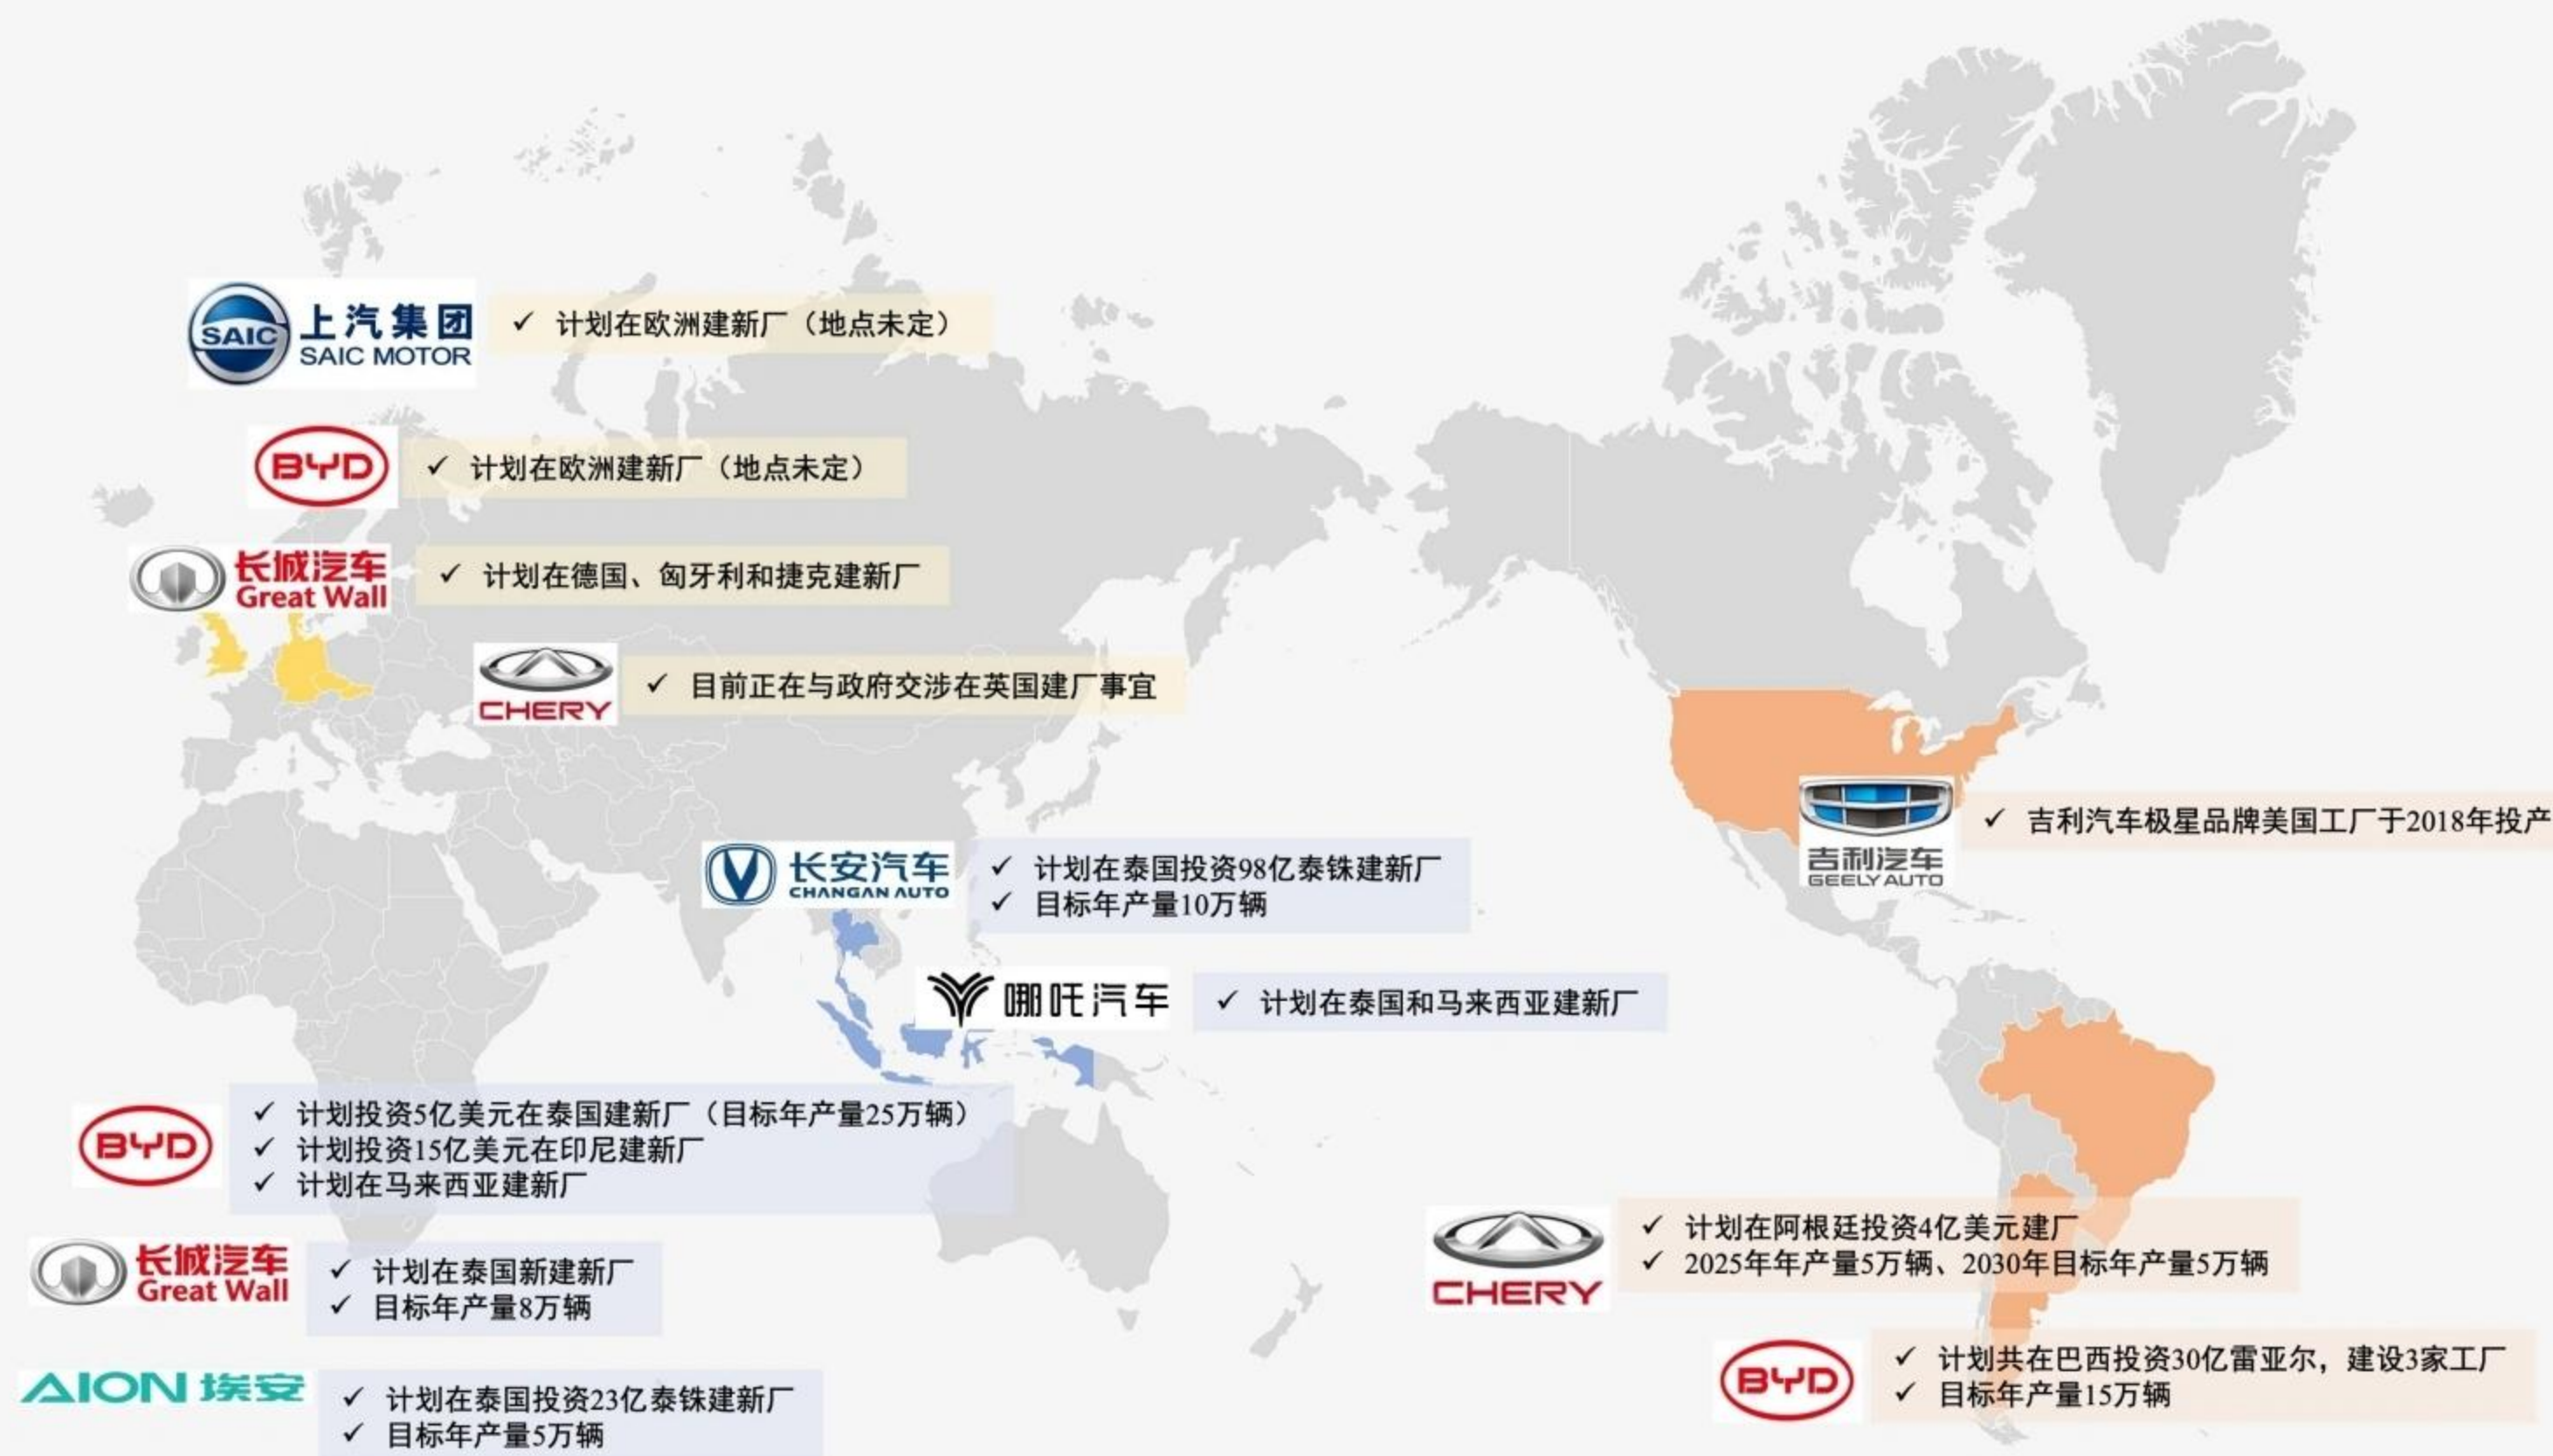 SAIC
上汽集团
SAIC MOTOR
✓ 计划在欧洲建新厂（地点未定）
BYD
✓ 计划在欧洲建新厂（地点未定）
长城汽车
Great Wall
✓ 计划在德国、匈牙利和捷克建新厂
CHERY
✓ 目前正在与政府交涉在英国建厂事宜
吉利汽车
GEELY AUTO
✓ 吉利汽车极星品牌美国工厂于2018年投产
长安汽车
CHANGAN AUTO
✓ 计划在泰国投资98亿泰铢建新厂
✓ 目标年产量10万辆
哪吒汽车
✓ 计划在泰国和马来西亚建新厂
BYD
✓ 计划投资5亿美元在泰国建新厂（目标年产量25万辆）
✓ 计划投资15亿美元在印尼建新厂
✓ 计划在马来西亚建新厂
长城汽车
Great Wall
✓ 计划在泰国新建新厂
✓ 目标年产量8万辆
CHERY
✓ 计划在阿根廷投资4亿美元建厂
✓ 2025年年产量5万辆、2030年目标年产量5万辆
AION 埃安
✓ 计划在泰国投资23亿泰铢建新厂
✓ 目标年产量5万辆
BYD
✓ 计划共在巴西投资30亿雷亚尔，建设3家工厂
✓ 目标年产量15万辆